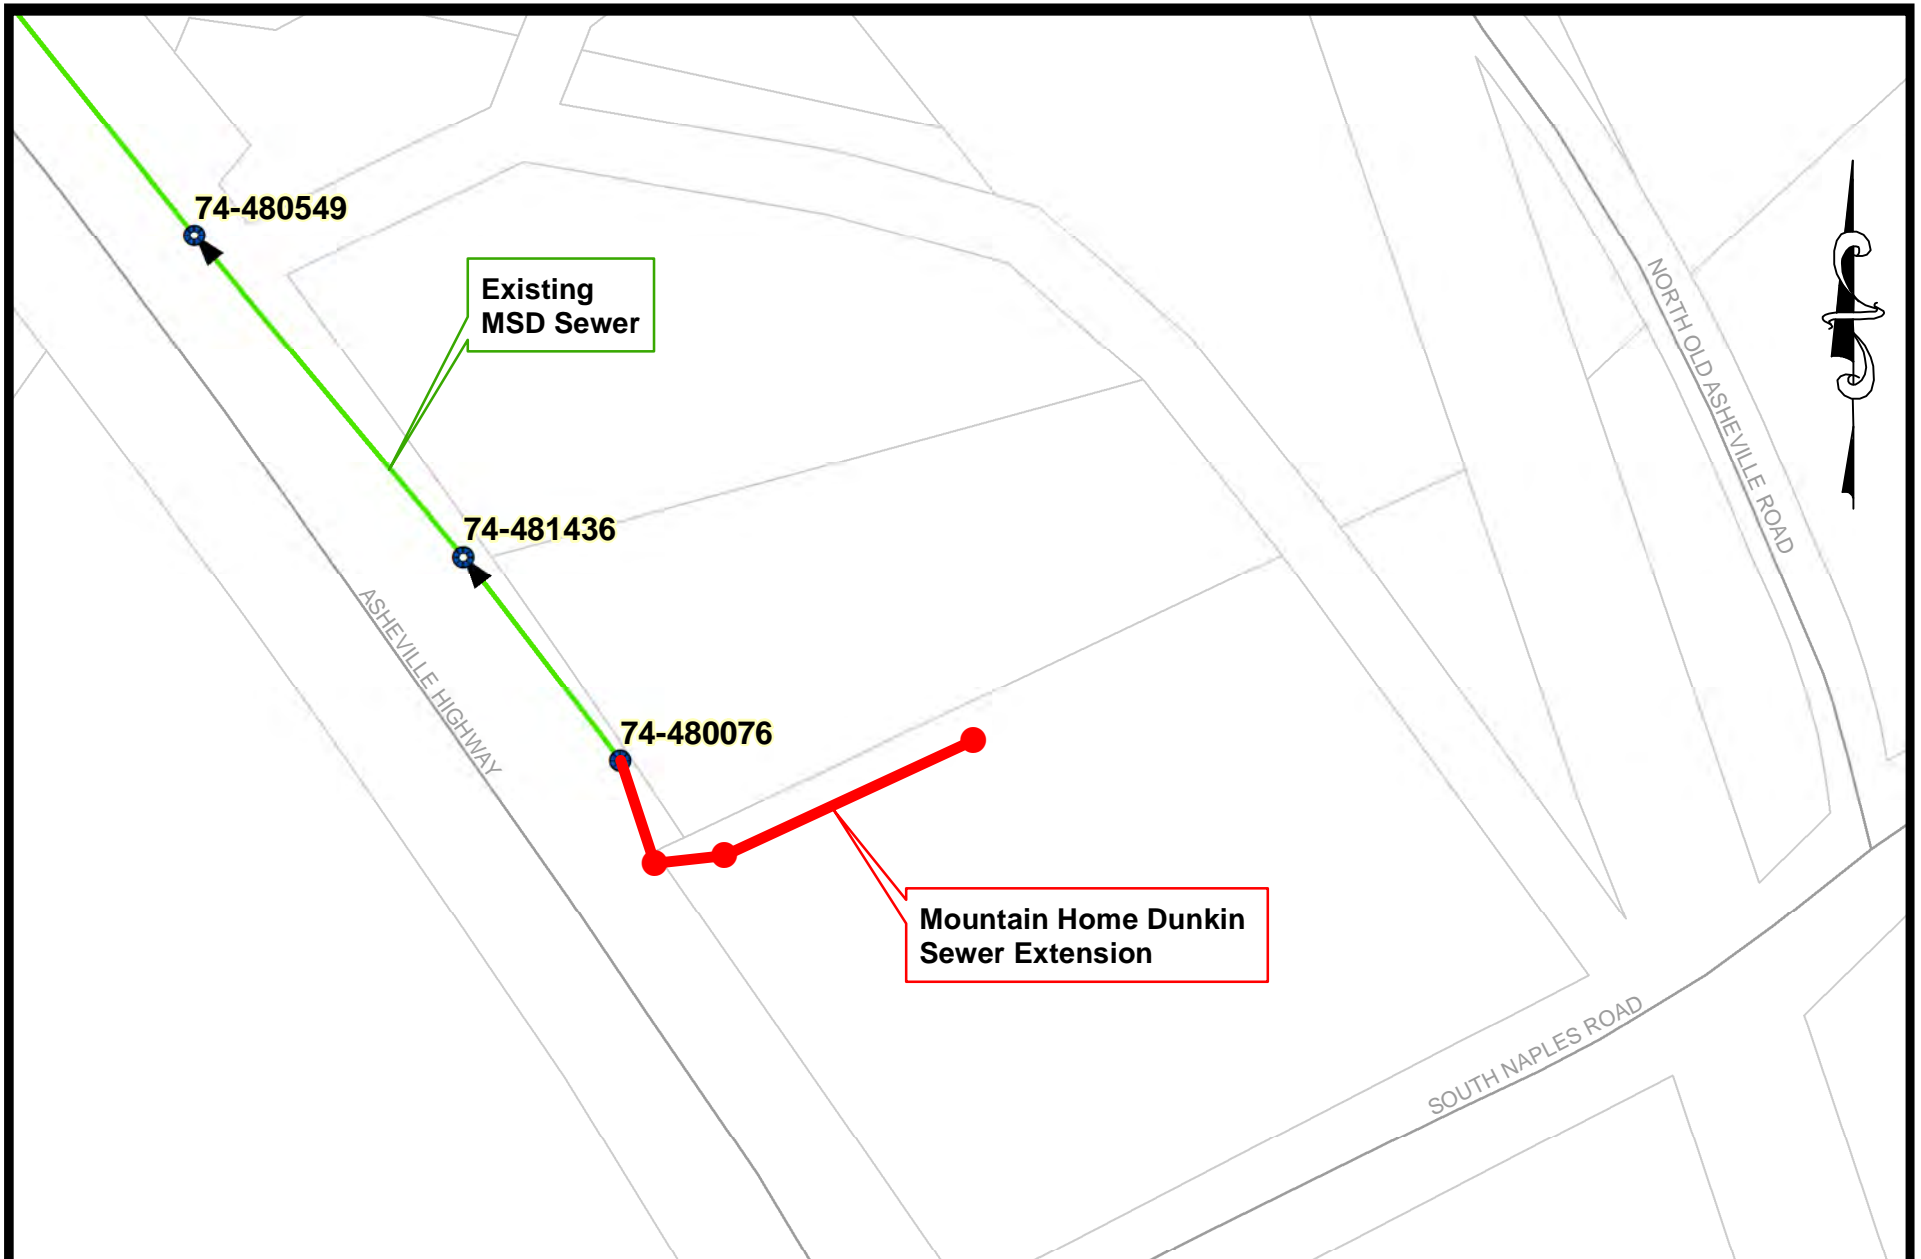 74-480549
Existing
MSD Sewer
NORTH OLD ASHEVILLE ROAD
74-481436
ASHEVILLE HIGHWAY
74-480076
Mountain Home Dunkin
Sewer Extension
SOUTH NAPLES ROAD